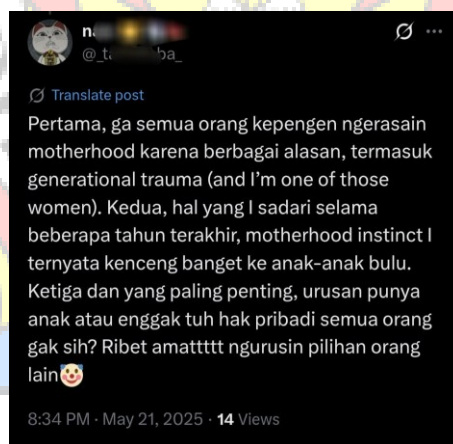 Translate post
Pertama, ga semua orang kepengen ngerasain
motherhood karena berbagai alasan, termasuk
generational trauma (and I'm one of those
women). Kedua, hal yang I sadari selama
beberapa tahun terakhir, motherhood instinct I
ternyata kenceng banget ke anak-anak bulu.
Ketiga dan yang paling penting, urusan punya
anak atau enggak tuh hak pribadi semua orang
gak sih? Ribet amattttt ngurusin pilihan orang
lain🤡
8:34 PM · May 21, 2025 · 14 Views